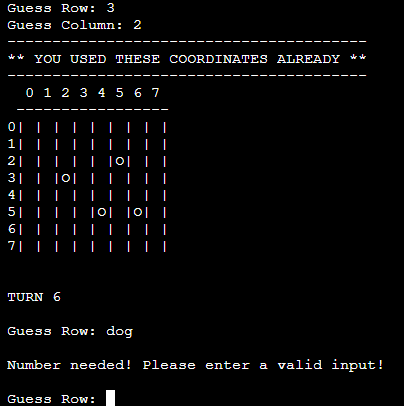 Guess Row: 3
Guess Column: 2
----------------------------------------
** YOU USED THESE COORDINATES ALREADY **
----------------------------------------
  0 1 2 3 4 5 6 7
 -----------------
0| | | | | | | | |
1| | | | | | | | |
2| | | | | |O| | |
3| | |O| | | | | |
4| | | | | | | | |
5| | | | |O| |O| |
6| | | | | | | | |
7| | | | | | | | |
TURN 6
Guess Row: dog
Number needed! Please enter a valid input!
Guess Row: